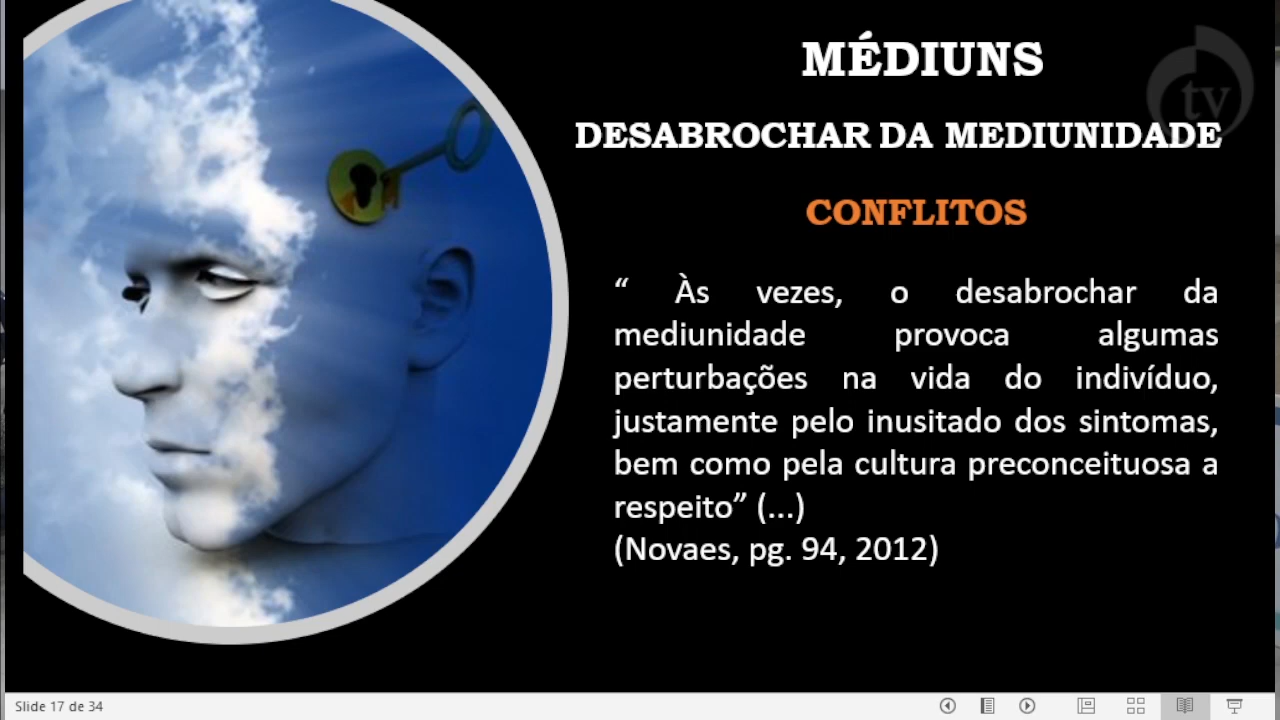 MÉDIUNS
tv
DESABROCHAR DA MEDIUNIDADE
CONFLITOS
“ Às vezes, o desabrochar da
mediunidade provoca algumas
perturbações na vida do indivíduo,
justamente pelo inusitado dos sintomas,
bem como pela cultura preconceituosa a
respeito” (...)
(Novaes, pg. 94, 2012)
Slide 17 de 34